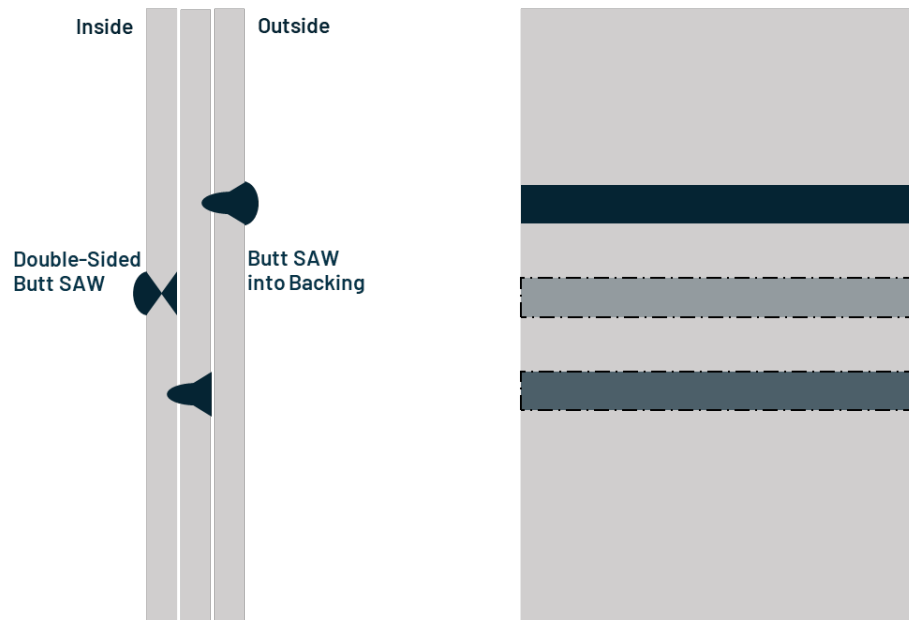 Inside
Outside
Double-Sided
Butt SAW
Butt SAW
into Backing